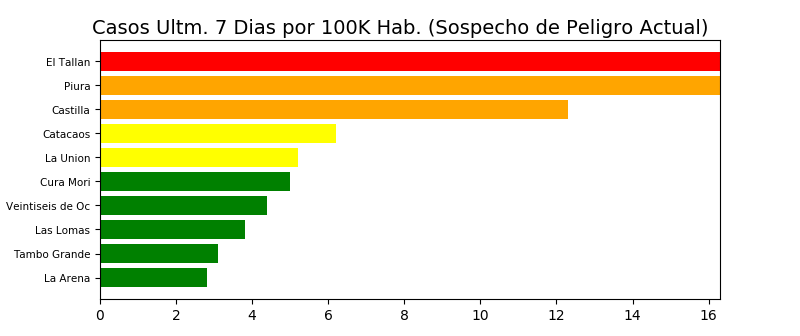 Casos Ultm. 7 Dias por 100K Hab. (Sospecho de Peligro Actual)
El Tallan
Piura
Castilla
Catacaos
La Union
Cura Mori
Veintiseis de Oc
Las Lomas
Tambo Grande
La Arena
0 2 4 6 8 10 12 14 16